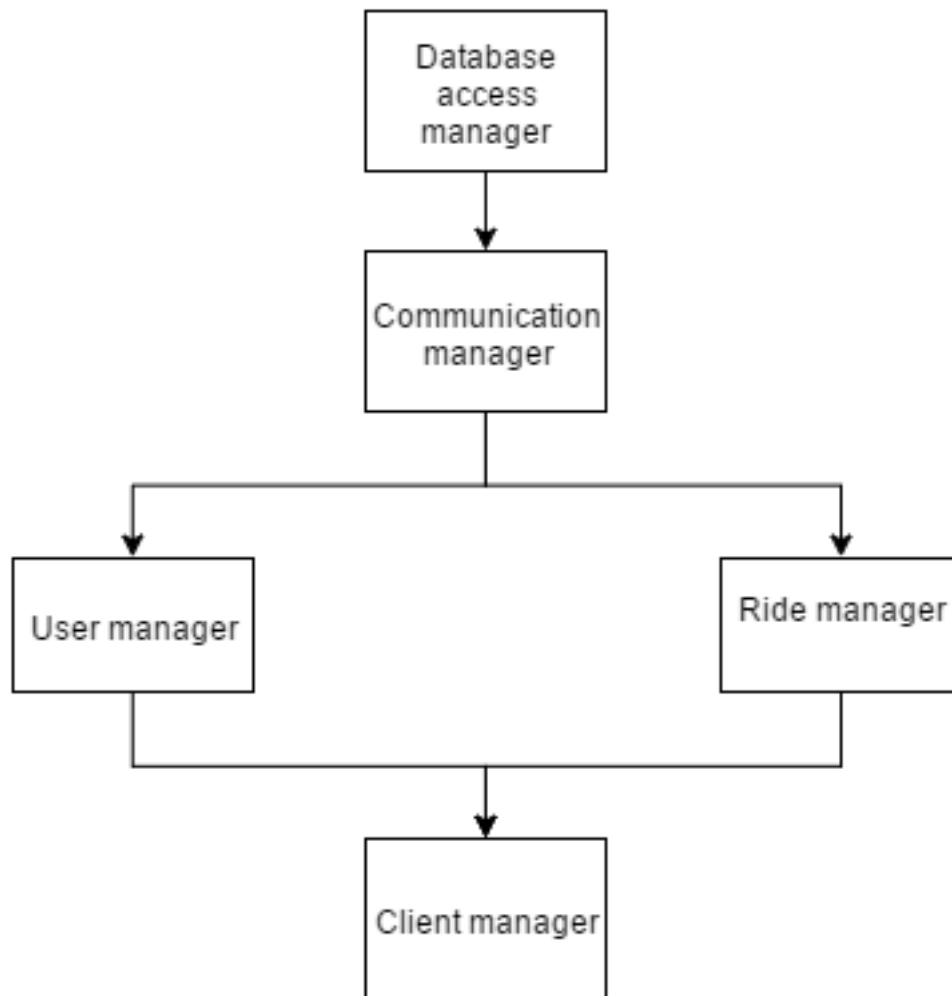 Database
access
manager
Communication
manager
User manager
Ride manager
Client manager